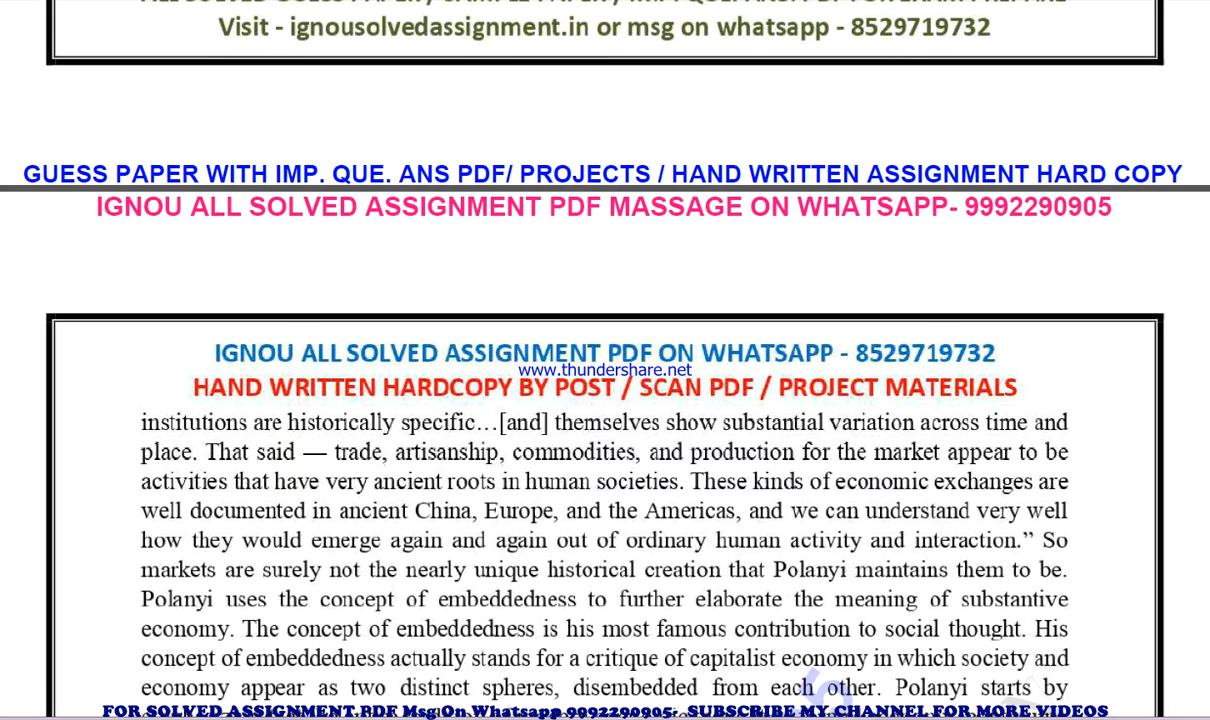 Visit - ignousolvedassignment.in or msg on whatsapp - 8529719732
GUESS PAPER WITH IMP. QUE. ANS PDF/ PROJECTS / HAND WRITTEN ASSIGNMENT HARD COPY
IGNOU ALL SOLVED ASSIGNMENT PDF MASSAGE ON WHATSAPP- 9992290905
IGNOU ALL SOLVED ASSIGNMENT PDF ON WHATSAPP - 8529719732
www.thundershare.net
HAND WRITTEN HARDCOPY BY POST / SCAN PDF / PROJECT MATERIALS
institutions are historically specific…[and] themselves show substantial variation across time and
place. That said — trade, artisanship, commodities, and production for the market appear to be
activities that have very ancient roots in human societies. These kinds of economic exchanges are
well documented in ancient China, Europe, and the Americas, and we can understand very well
how they would emerge again and again out of ordinary human activity and interaction.” So
markets are surely not the nearly unique historical creation that Polanyi maintains them to be.
Polanyi uses the concept of embeddedness to further elaborate the meaning of substantive
economy. The concept of embeddedness is his most famous contribution to social thought. His
concept of embeddedness actually stands for a critique of capitalist economy in which society and
economy appear as two distinct spheres, disembedded from each other. Polanyi starts by
FOR SOLVED ASSIGNMENT PDF Msg On Whatsapp 9992290905- SUBSCRIBE MY CHANNEL FOR MORE VIDEOS